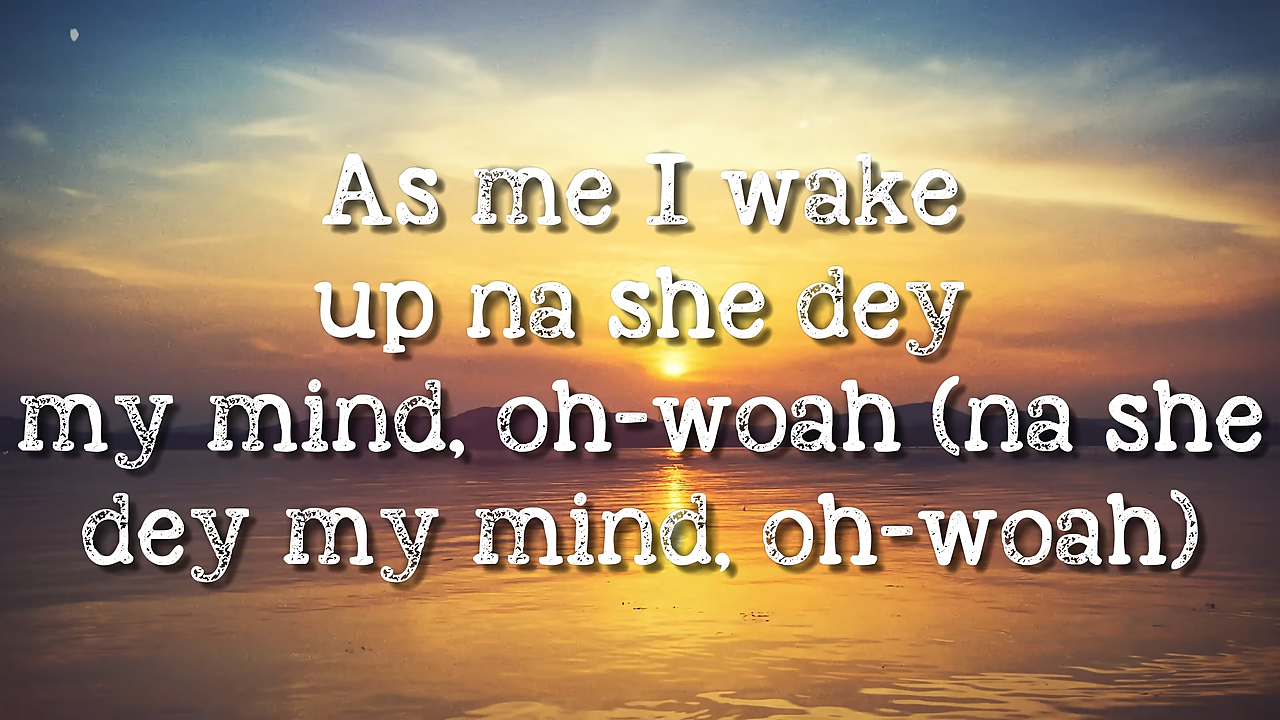 As me I wake
up na she dey
my mind, oh-woah (na she
dey my mind, oh-woah)